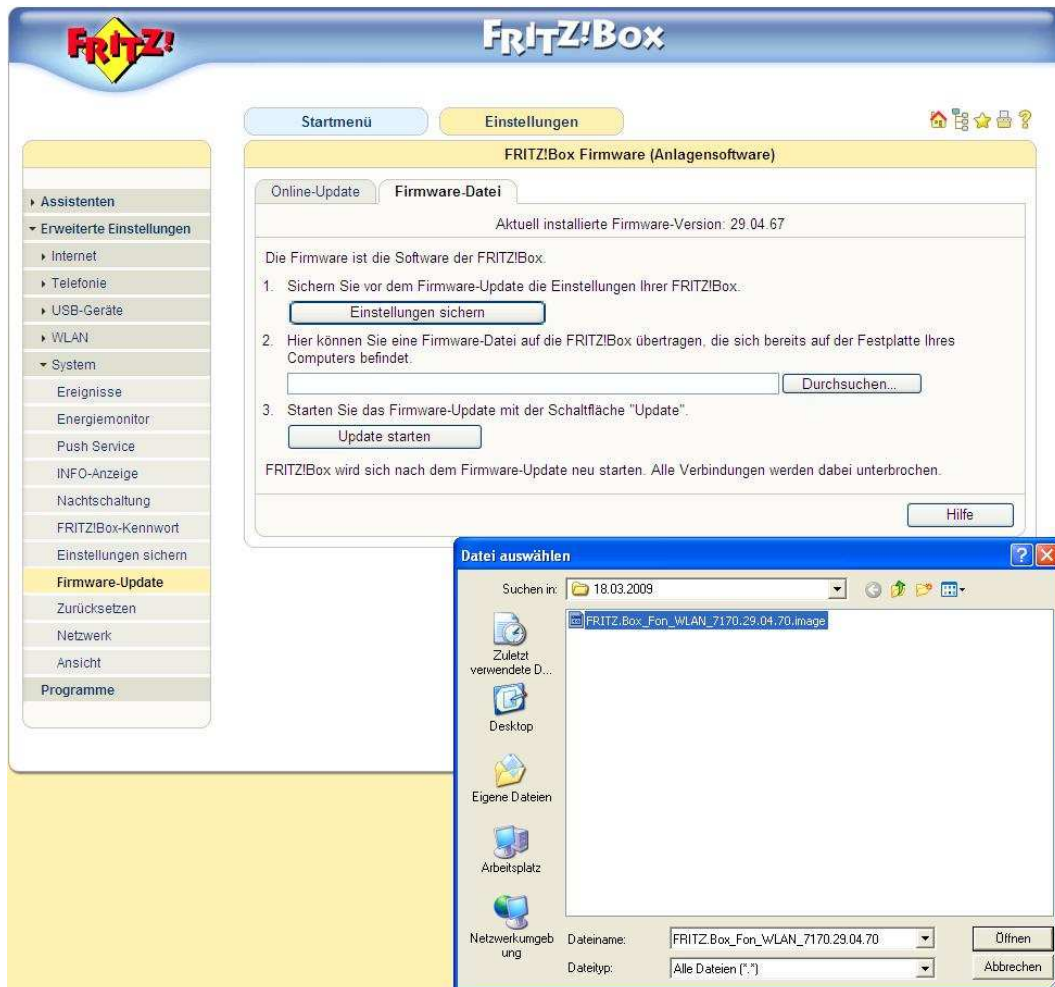 FRITZ!
FRITZ!Box
Startmenü
Einstellungen
FRITZ!Box Firmware (Anlagensoftware)
Assistenten
Erweiterte Einstellungen
Internet
Telefonie
USB-Geräte
WLAN
System
Ereignisse
Energiemonitor
Push Service
INFO-Anzeige
Nachtschaltung
FRITZ!Box-Kennwort
Einstellungen sichern
Firmware-Update
Zurücksetzen
Netzwerk
Ansicht
Programme
Online-Update
Firmware-Datei
Aktuell installierte Firmware-Version: 29.04.67
Die Firmware ist die Software der FRITZ!Box.
1. Sichern Sie vor dem Firmware-Update die Einstellungen Ihrer FRITZ!Box.
Einstellungen sichern
2. Hier können Sie eine Firmware-Datei auf die FRITZ!Box übertragen, die sich bereits auf der Festplatte Ihres
Computers befindet.
Durchsuchen...
3. Starten Sie das Firmware-Update mit der Schaltfläche "Update".
Update starten
FRITZ!Box wird sich nach dem Firmware-Update neu starten. Alle Verbindungen werden dabei unterbrochen.
Hilfe
Datei auswählen
Suchen in: 18.03.2009
FRITZ.Box_Fon_WLAN_7170.29.04.70.image
Zuletzt
verwendete D...
Desktop
Eigene Dateien
Arbeitsplatz
Netzwerkumgeb
ung
Dateiname: FRITZ.Box_Fon_WLAN_7170.29.04.70
Öffnen
Dateityp: Alle Dateien (*.*)
Abbrechen